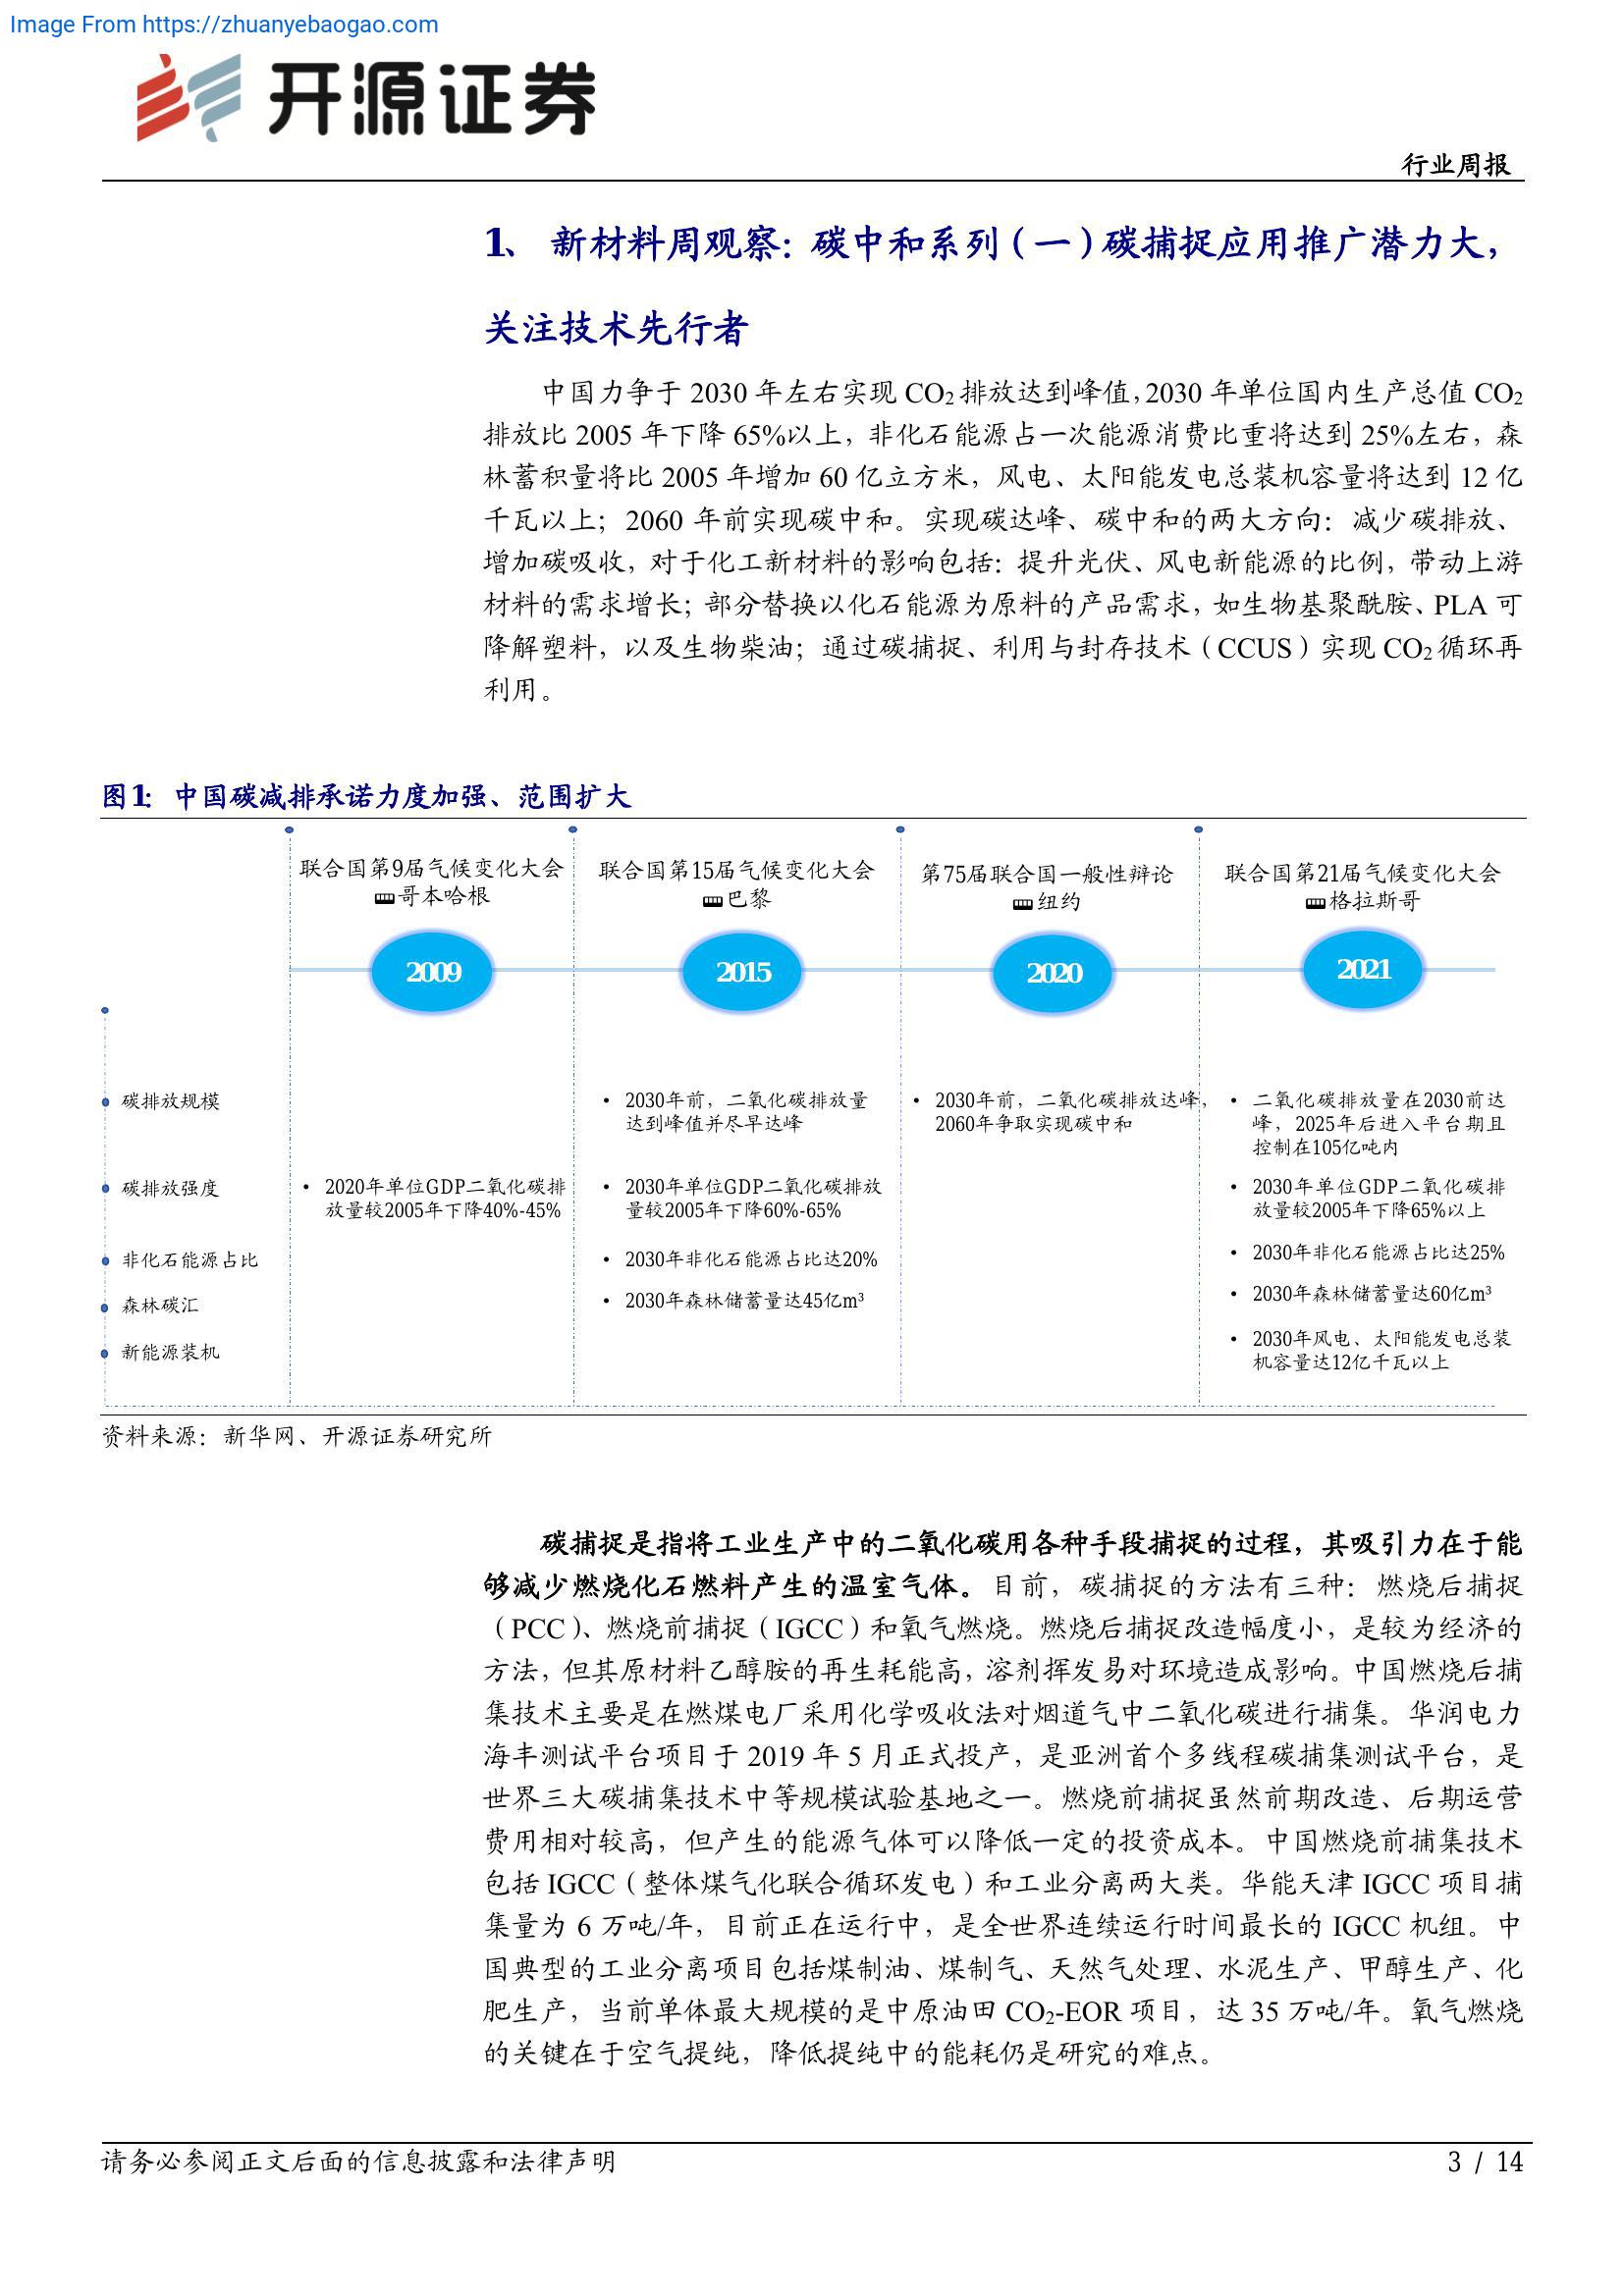 Image From https://zhuanyebaogao.com
开源证券
行业周报
1、 新材料周观察：碳中和系列（一）碳捕捉应用推广潜力大，
关注技术先行者
中国力争于 2030 年左右实现 CO₂排放达到峰值，2030 年单位国内生产总值 CO₂
排放比 2005 年下降 65%以上，非化石能源占一次能源消费比重将达到 25%左右，森
林蓄积量将比 2005 年增加 60 亿立方米，风电、太阳能发电总装机容量将达到 12 亿
千瓦以上；2060 年前实现碳中和。实现碳达峰、碳中和的两大方向：减少碳排放、
增加碳吸收，对于化工新材料的影响包括：提升光伏、风电新能源的比例，带动上游
材料的需求增长；部分替换以化石能源为原料的产品需求，如生物基聚酰胺、PLA 可
降解塑料，以及生物柴油；通过碳捕捉、利用与封存技术（CCUS）实现 CO₂循环再
利用。
图1： 中国碳减排承诺力度加强、范围扩大
联合国第9届气候变化大会
哥本哈根
联合国第15届气候变化大会
巴黎
第75届联合国一般性辩论
纽约
联合国第21届气候变化大会
格拉斯哥
2009
2015
2020
2021
碳排放规模
• 2030年前，二氧化碳排放量
达到峰值并尽早达峰
• 2030年前，二氧化碳排放达峰，
2060年争取实现碳中和
• 二氧化碳排放量在2030前达
峰，2025年后进入平台期且
控制在105亿吨内
碳排放强度
• 2020年单位GDP二氧化碳排
放量较2005年下降40%-45%
• 2030年单位GDP二氧化碳排放
量较2005年下降60%-65%
• 2030年单位GDP二氧化碳排
放量较2005年下降65%以上
非化石能源占比
• 2030年非化石能源占比达20%
• 2030年非化石能源占比达25%
森林碳汇
• 2030年森林储蓄量达45亿m³
• 2030年森林储蓄量达60亿m³
新能源装机
• 2030年风电、太阳能发电总装
机容量达12亿千瓦以上
资料来源：新华网、开源证券研究所
碳捕捉是指将工业生产中的二氧化碳用各种手段捕捉的过程，其吸引力在于能
够减少燃烧化石燃料产生的温室气体。目前，碳捕捉的方法有三种：燃烧后捕捉
（PCC）、燃烧前捕捉（IGCC）和氧气燃烧。燃烧后捕捉改造幅度小，是较为经济的
方法，但其原材料乙醇胺的再生耗能高，溶剂挥发易对环境造成影响。中国燃烧后捕
集技术主要是在燃煤电厂采用化学吸收法对烟道气中二氧化碳进行捕集。华润电力
海丰测试平台项目于 2019 年 5 月正式投产，是亚洲首个多线程碳捕集测试平台，是
世界三大碳捕集技术中等规模试验基地之一。燃烧前捕捉虽然前期改造、后期运营
费用相对较高，但产生的能源气体可以降低一定的投资成本。中国燃烧前捕集技术
包括 IGCC（整体煤气化联合循环发电）和工业分离两大类。华能天津 IGCC 项目捕
集量为 6 万吨/年，目前正在运行中，是全世界连续运行时间最长的 IGCC 机组。中
国典型的工业分离项目包括煤制油、煤制气、天然气处理、水泥生产、甲醇生产、化
肥生产，当前单体最大规模的是中原油田 CO₂-EOR 项目，达 35 万吨/年。氧气燃烧
的关键在于空气提纯，降低提纯中的能耗仍是研究的难点。
请务必参阅正文后面的信息披露和法律声明
3 / 14